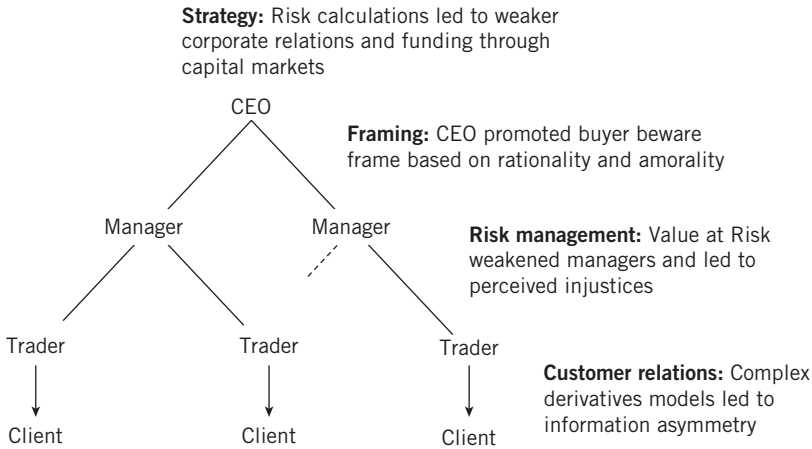 Strategy: Risk calculations led to weaker
corporate relations and funding through
capital markets
CEO
Framing: CEO promoted buyer beware
frame based on rationality and amorality
Manager
Manager
Risk management: Value at Risk
weakened managers and led to
perceived injustices
Trader
Trader
Trader
Customer relations: Complex
derivatives models led to
information asymmetry
Client
Client
Client